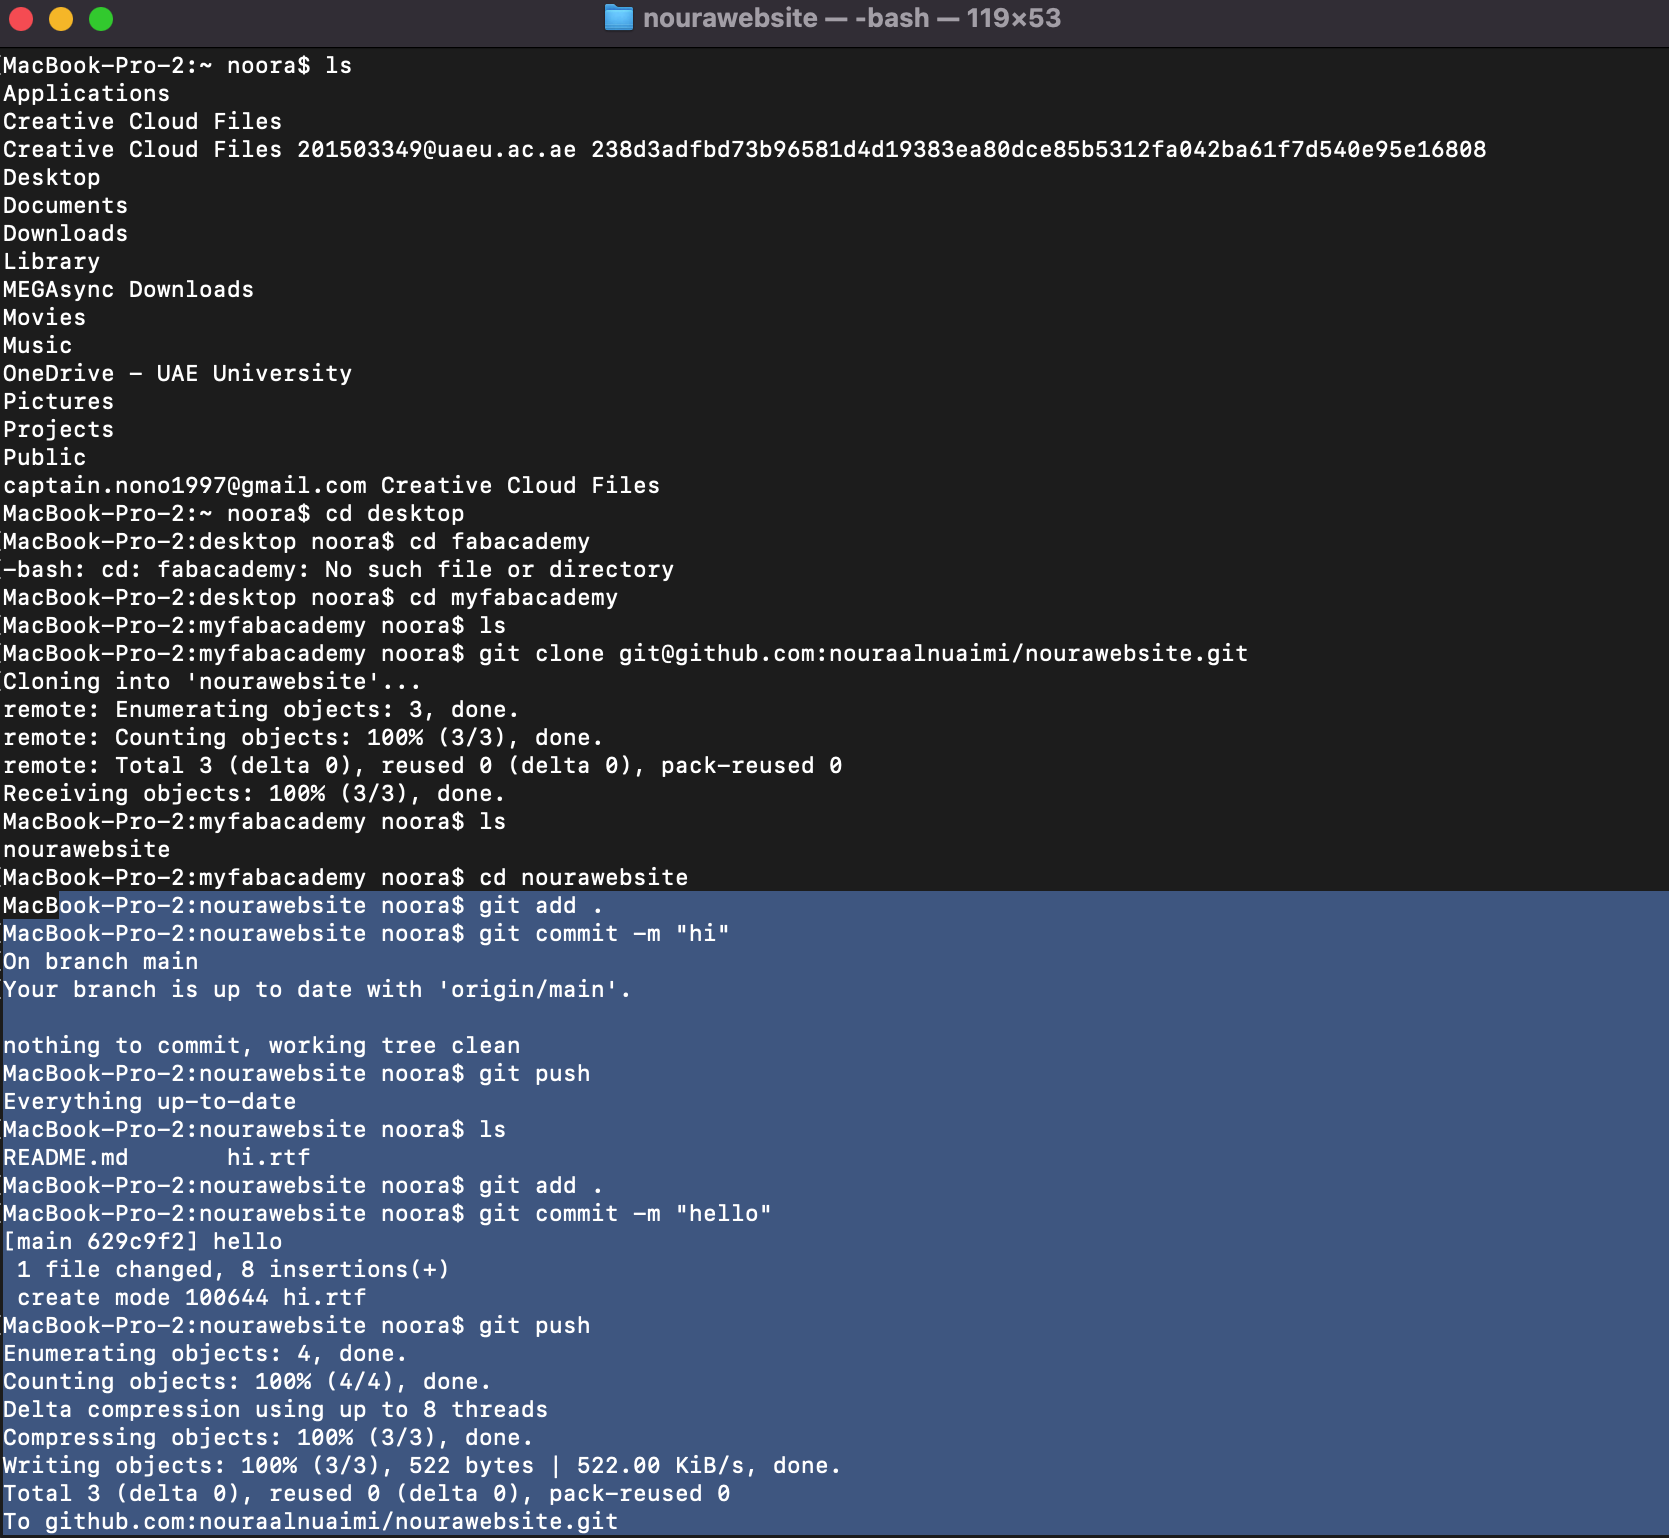 nourawebsite — -bash — 119×53
MacBook-Pro-2:~ noora$ ls
Applications
Creative Cloud Files
Creative Cloud Files 201503349@uaeu.ac.ae 238d3adfbd73b96581d4d19383ea80dce85b5312fa042ba61f7d540e95e16808
Desktop
Documents
Downloads
Library
MEGAsync Downloads
Movies
Music
OneDrive - UAE University
Pictures
Projects
Public
captain.nono1997@gmail.com Creative Cloud Files
MacBook-Pro-2:~ noora$ cd desktop
MacBook-Pro-2:desktop noora$ cd fabacademy
-bash: cd: fabacademy: No such file or directory
MacBook-Pro-2:desktop noora$ cd myfabacademy
MacBook-Pro-2:myfabacademy noora$ ls
MacBook-Pro-2:myfabacademy noora$ git clone git@github.com:nouraalnuaimi/nourawebsite.git
Cloning into 'nourawebsite'...
remote: Enumerating objects: 3, done.
remote: Counting objects: 100% (3/3), done.
remote: Total 3 (delta 0), reused 0 (delta 0), pack-reused 0
Receiving objects: 100% (3/3), done.
MacBook-Pro-2:myfabacademy noora$ ls
nourawebsite
MacBook-Pro-2:myfabacademy noora$ cd nourawebsite
MacBook-Pro-2:nourawebsite noora$ git add .
MacBook-Pro-2:nourawebsite noora$ git commit -m "hi"
On branch main
Your branch is up to date with 'origin/main'.

nothing to commit, working tree clean
MacBook-Pro-2:nourawebsite noora$ git push
Everything up-to-date
MacBook-Pro-2:nourawebsite noora$ ls
README.md       hi.rtf
MacBook-Pro-2:nourawebsite noora$ git add .
MacBook-Pro-2:nourawebsite noora$ git commit -m "hello"
[main 629c9f2] hello
 1 file changed, 8 insertions(+)
 create mode 100644 hi.rtf
MacBook-Pro-2:nourawebsite noora$ git push
Enumerating objects: 4, done.
Counting objects: 100% (4/4), done.
Delta compression using up to 8 threads
Compressing objects: 100% (3/3), done.
Writing objects: 100% (3/3), 522 bytes | 522.00 KiB/s, done.
Total 3 (delta 0), reused 0 (delta 0), pack-reused 0
To github.com:nouraalnuaimi/nourawebsite.git